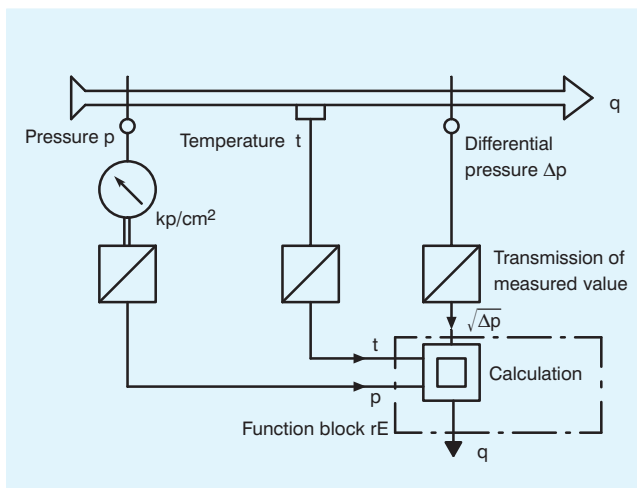 q
Pressure p
Temperature t
Differential
pressure Δp
kp/cm²
Transmission of
measured value
√Δp
t
Calculation
p
Function block rE
q